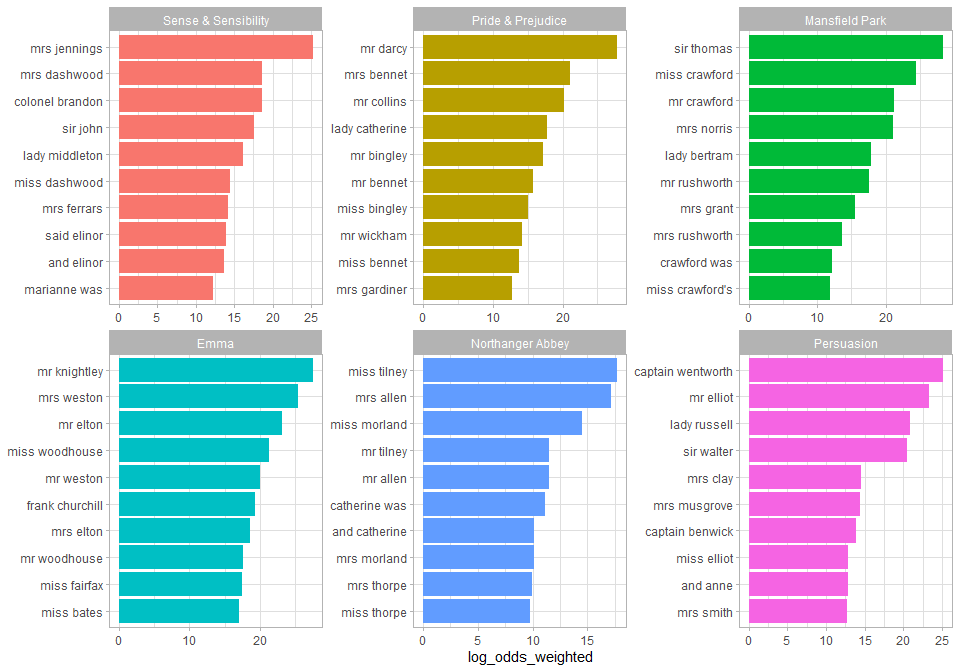 Sense & Sensibility
mrs jennings
mrs dashwood
colonel brandon
sir john
lady middleton
miss dashwood
mrs ferrars
said elinor
and elinor
marianne was
0 5 10 15 20 25
Pride & Prejudice
mr darcy
mrs bennet
mr collins
lady catherine
mr bingley
mr bennet
miss bingley
mr wickham
miss bennet
mrs gardiner
0 10 20
Mansfield Park
sir thomas
miss crawford
mr crawford
mrs norris
lady bertram
mr rushworth
mrs grant
mrs rushworth
crawford was
miss crawford's
0 10 20
Emma
mr knightley
mrs weston
mr elton
miss woodhouse
mr weston
frank churchill
mrs elton
mr woodhouse
miss fairfax
miss bates
0 10 20
Northanger Abbey
miss tilney
mrs allen
miss morland
mr tilney
mr allen
catherine was
and catherine
mrs morland
mrs thorpe
miss thorpe
0 5 10 15
Persuasion
captain wentworth
mr elliot
lady russell
sir walter
mrs clay
mrs musgrove
captain benwick
miss elliot
and anne
mrs smith
0 5 10 15 20 25
log_odds_weighted